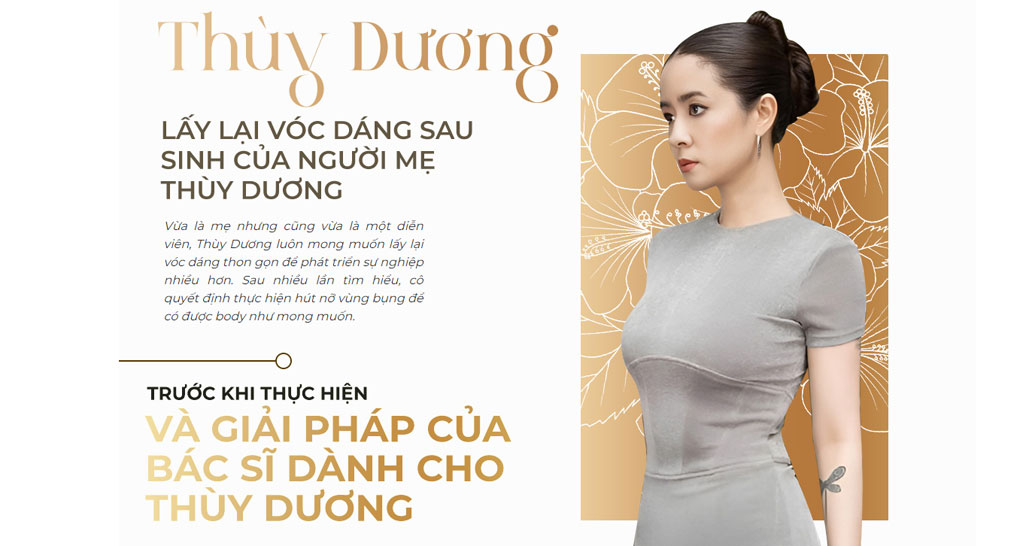 Thùy Dương
LẤY LẠI VÓC DÁNG SAU
SINH CỦA NGƯỜI MẸ
THÙY DƯƠNG
Vừa là mẹ nhưng cũng vừa là một diễn
viên, Thùy Dương luôn mong muốn lấy lại
vóc dáng thon gọn để phát triển sự nghiệp
nhiều hơn. Sau nhiều lần tìm hiểu, cô
quyết định thực hiện hút nỡ vùng bụng để
có được body như mong muốn.
TRƯỚC KHI THỰC HIỆN
VÀ GIẢI PHÁP CỦA
BÁC SĨ DÀNH CHO
THÙY DƯƠNG